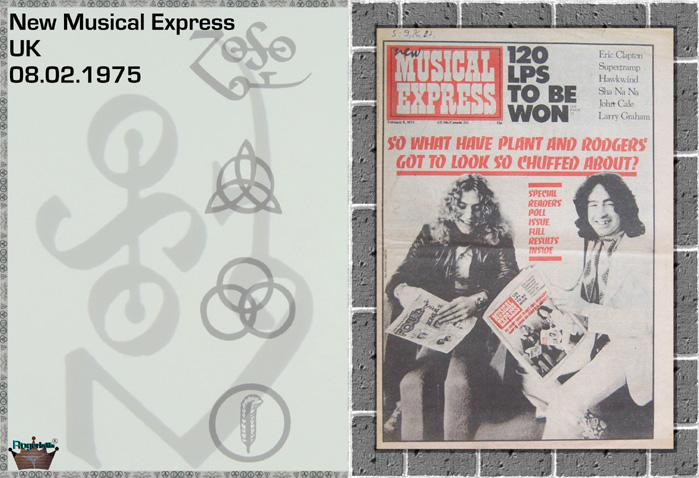 New Musical Express
UK
08.02.1975
new
MUSICAL
EXPRESS
120
LPS
TO BE
WON
Eric Clapton
Supertramp
Hawkwind
Sha Na Na
John Cale
Larry Graham
SO WHAT HAVE PLANT AND RODGERS
GOT TO LOOK SO CHUFFED ABOUT?
SPECIAL
READERS
POLL
ISSUE.
FULL
RESULTS
INSIDE
MUSICAL
EXPRESS